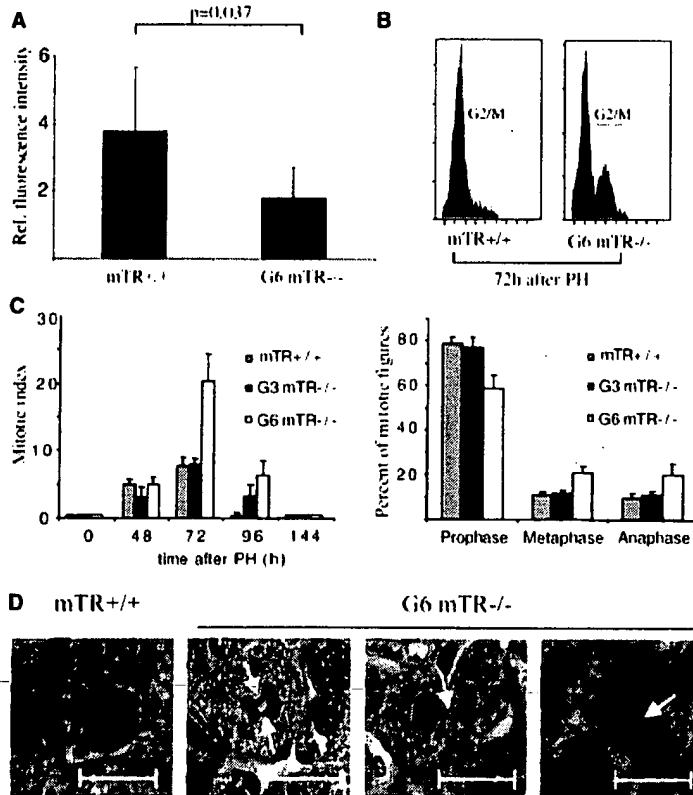 A
p=0.037
Rel. fluorescence intensity
6
4
2
G6 mTR-/-
B
G2/M
G2/M
mTR+/+
G6 mTR-/-
72h after PH
C
Mitotic index
30
20
10
0
mTR+/+
G3 mTR-/-
G6 mTR-/-
0 48 72 96 144
time after PH (h)
Percent of mitotic figures
80
60
40
20
mTR+/+
G3 mTR-/-
G6 mTR-/-
Prophase Metaphase Anaphase
D
mTR+/+
G6 mTR-/-